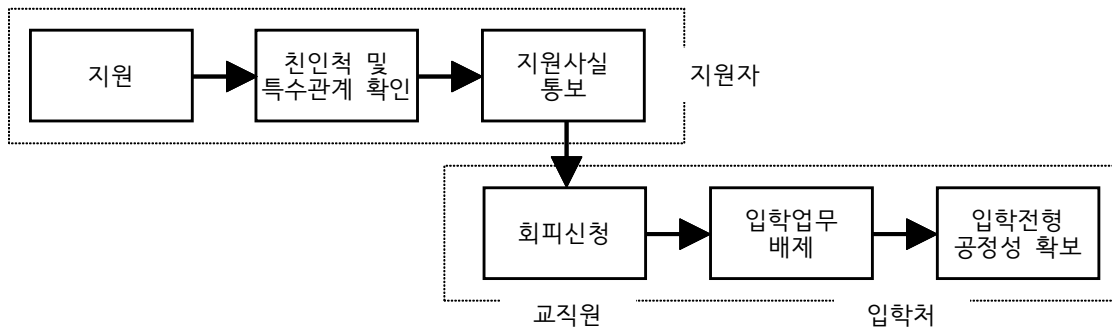 지원
친인척 및
특수관계 확인
지원사실
통보
지원자
회피신청
입학업무
배제
입학전형
공정성 확보
교직원
입학처